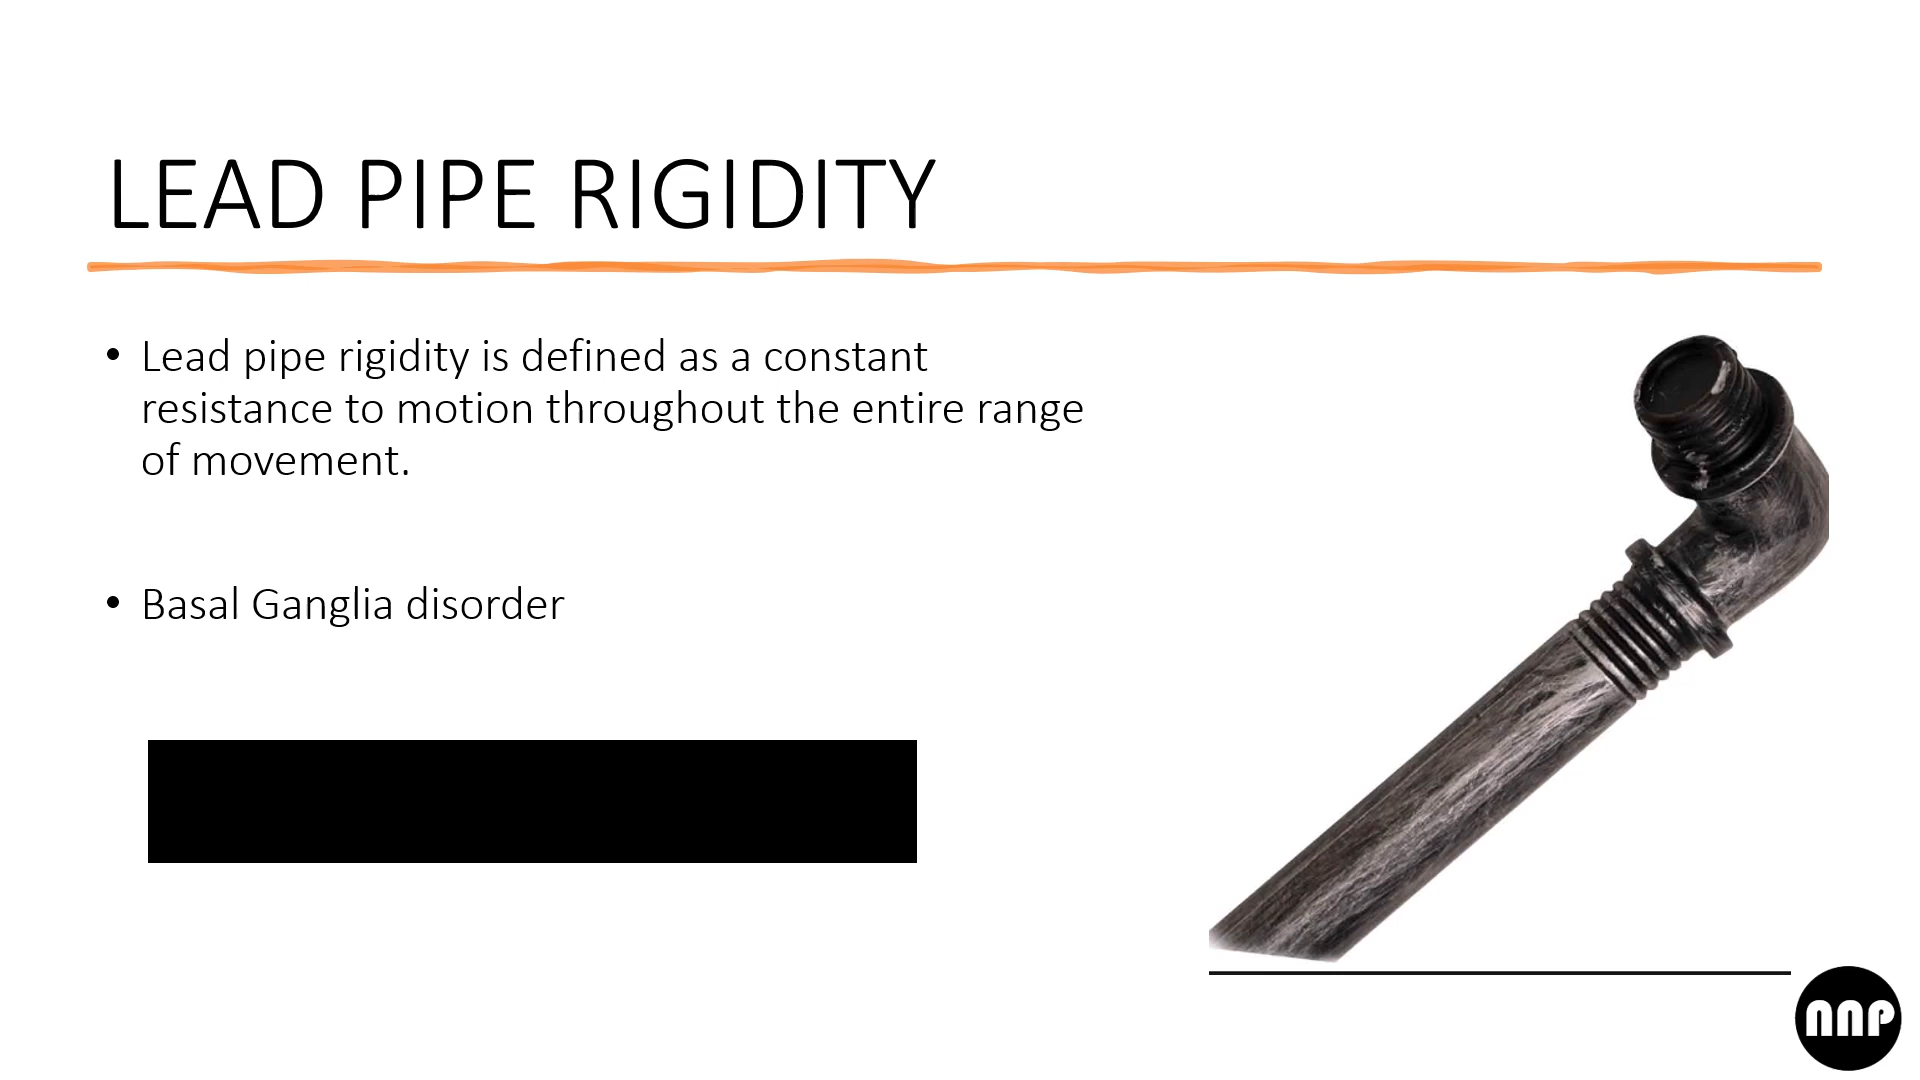 LEAD PIPE RIGIDITY
• Lead pipe rigidity is defined as a constant
resistance to motion throughout the entire range
of movement.
• Basal Ganglia disorder
nnp